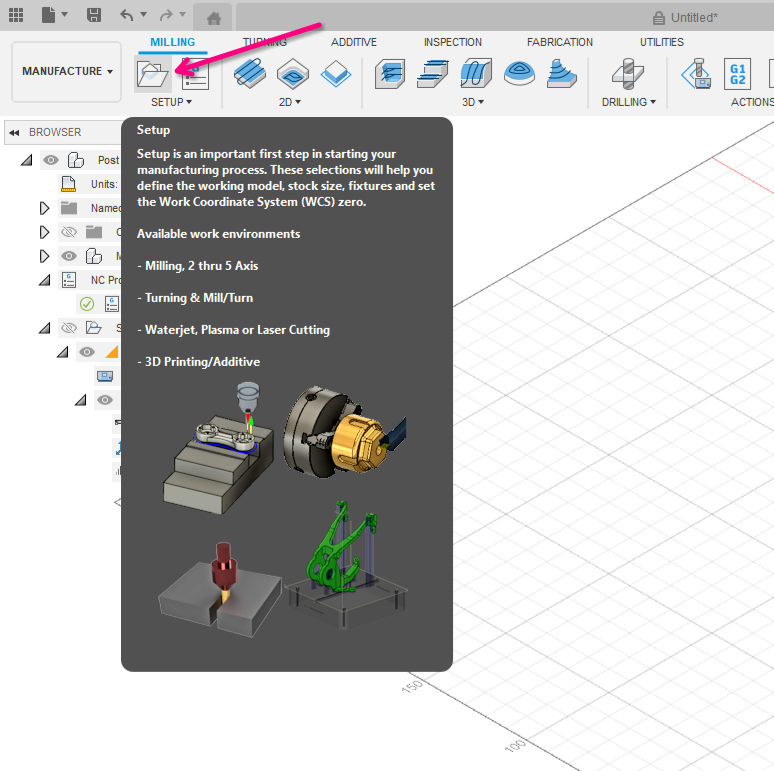 Untitled*
MILLING TURNING ADDITIVE INSPECTION FABRICATION UTILITIES
MANUFACTURE
G1
G2
SETUP 2D 3D DRILLING ACTIONS
BROWSER
Setup
Setup is an important first step in starting your
manufacturing process. These selections will help you
define the working model, stock size, fixtures and set
the Work Coordinate System (WCS) zero.
Available work environments
- Milling, 2 thru 5 Axis
- Turning & Mill/Turn
- Waterjet, Plasma or Laser Cutting
- 3D Printing/Additive
Post
Units:
Named
NC Pro
150
100